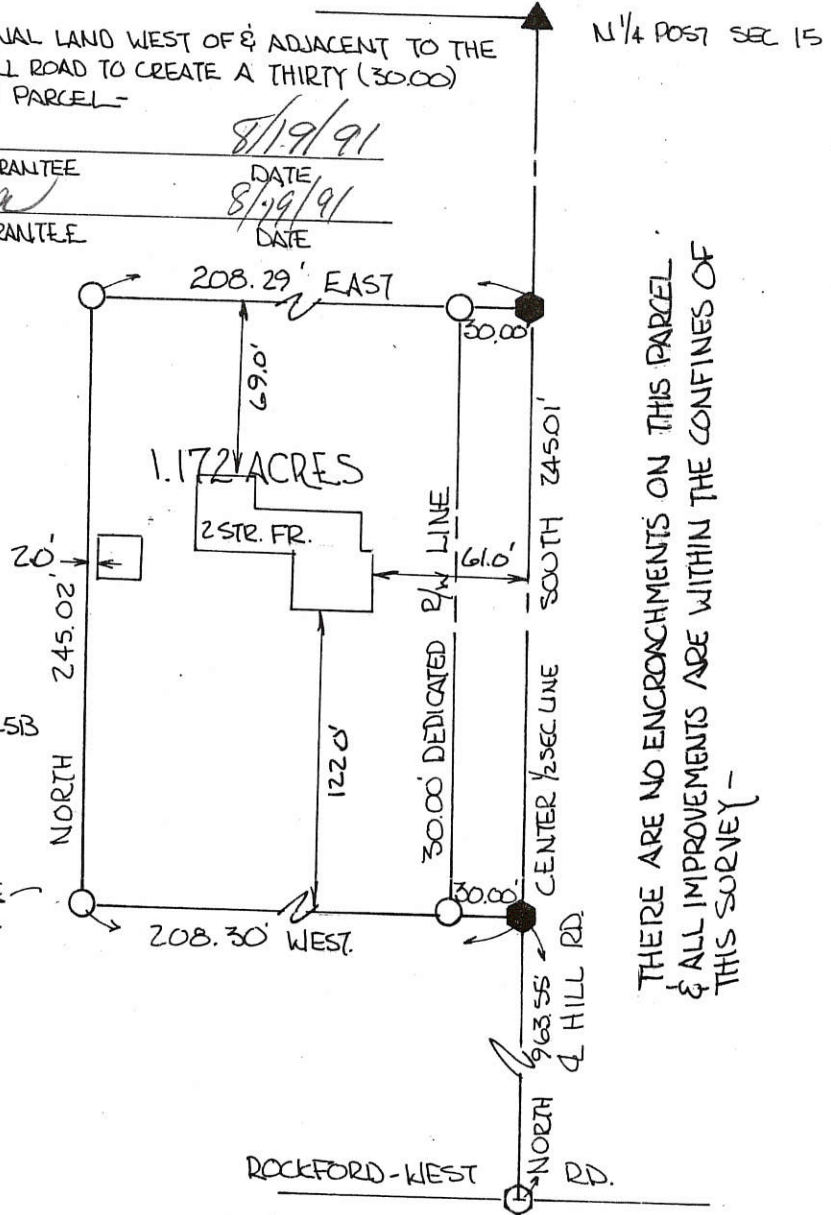 N 1/4 POST SEC 15
NAL LAND WEST OF & ADJACENT TO THE
LL ROAD TO CREATE A THIRTY (30.00)
PARCEL-
8/19/91
RANTEE DATE
8/19/91
RANTEE DATE
208.29' EAST
30.00'
69.0'
1.172 ACRES
2 STR. FR.
20'
61.0'
NORTH 245.02'
122.0'
30.00' DEDICATED R/W LINE
CENTER 1/2 SEC LINE SOUTH 245.01'
LSB
30.00'
208.30' WEST.
NORTH 963.55'
℄ HILL RD.
ROCKFORD-WEST RD.
THERE ARE NO ENCROACHMENTS ON THIS PARCEL
& ALL IMPROVEMENTS ARE WITHIN THE CONFINES OF
THIS SURVEY-